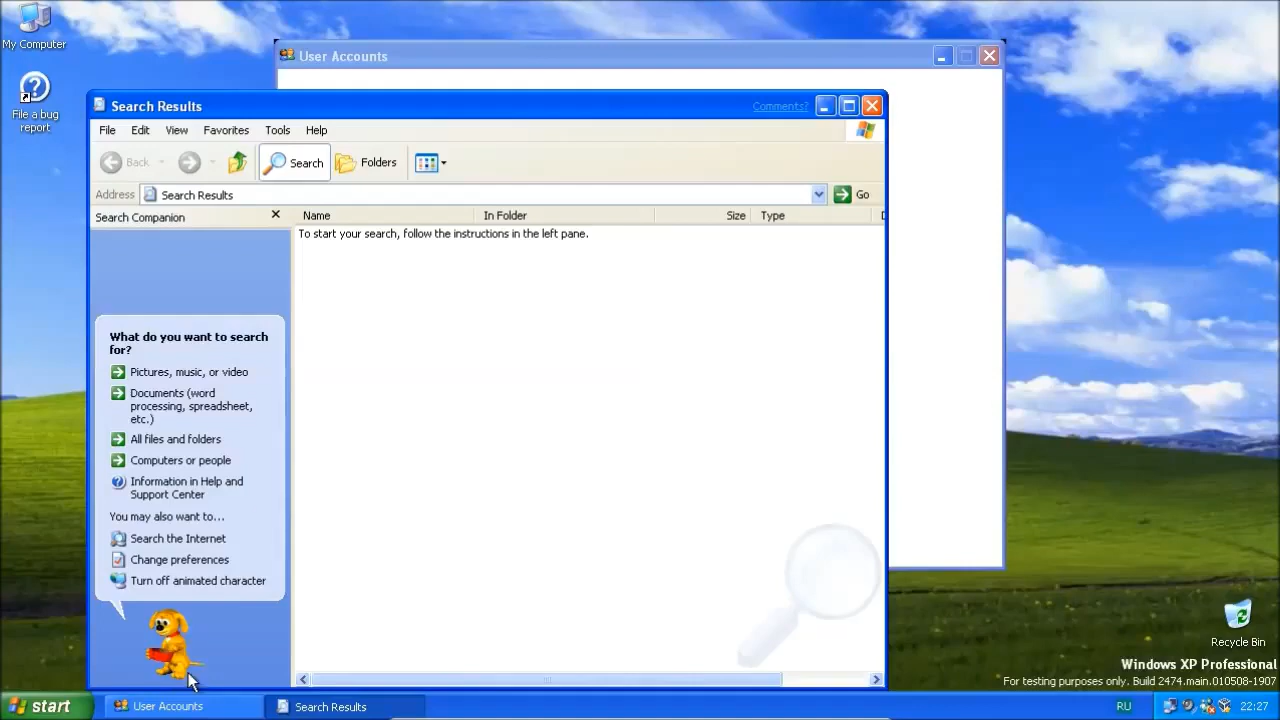 My Computer
File a bug
report
User Accounts
Search Results
Comments?
File Edit View Favorites Tools Help
Back Search Folders
Address Search Results Go
Search Companion
Name In Folder Size Type D
To start your search, follow the instructions in the left pane.
What do you want to search
for?
Pictures, music, or video
Documents (word
processing, spreadsheet,
etc.)
All files and folders
Computers or people
Information in Help and
Support Center
You may also want to...
Search the Internet
Change preferences
Turn off animated character
Recycle Bin
Windows XP Professional
For testing purposes only. Build 2474.main.010508-1907
start User Accounts Search Results RU 22:27